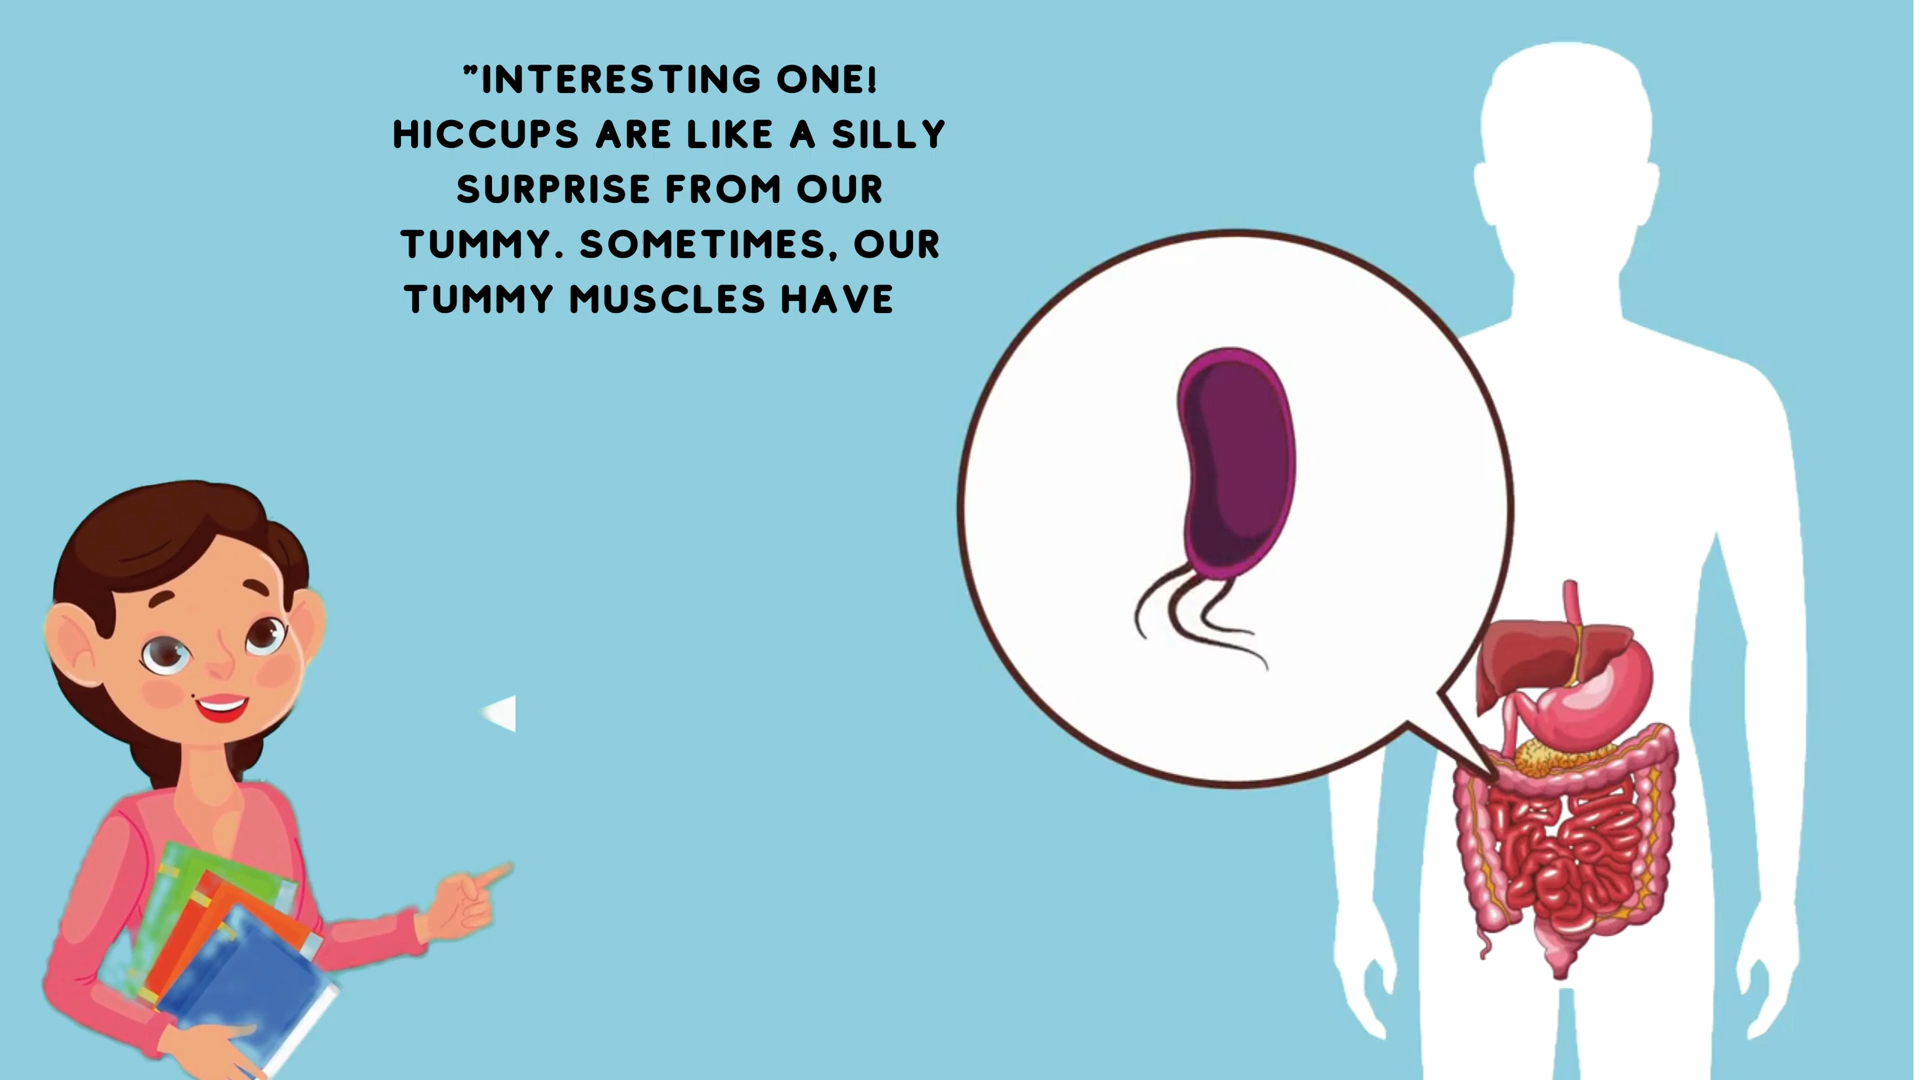 "INTERESTING ONE!
HICCUPS ARE LIKE A SILLY
SURPRISE FROM OUR
TUMMY. SOMETIMES, OUR
TUMMY MUSCLES HAVE